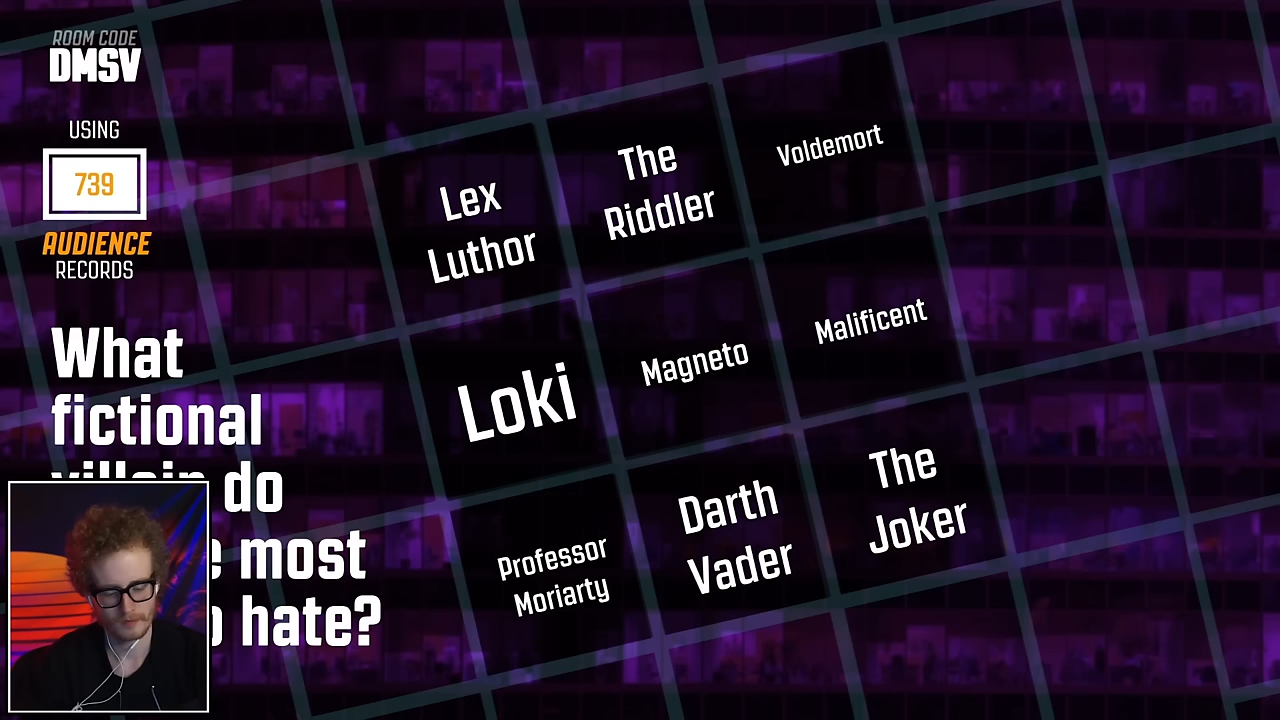 ROOM CODE
DMSV
USING
739
AUDIENCE
RECORDS
What
fictional
villain do
most
hate?
Lex
Luthor
The
Riddler
Voldemort
Loki
Magneto
Malificent
Professor
Moriarty
Darth
Vader
The
Joker